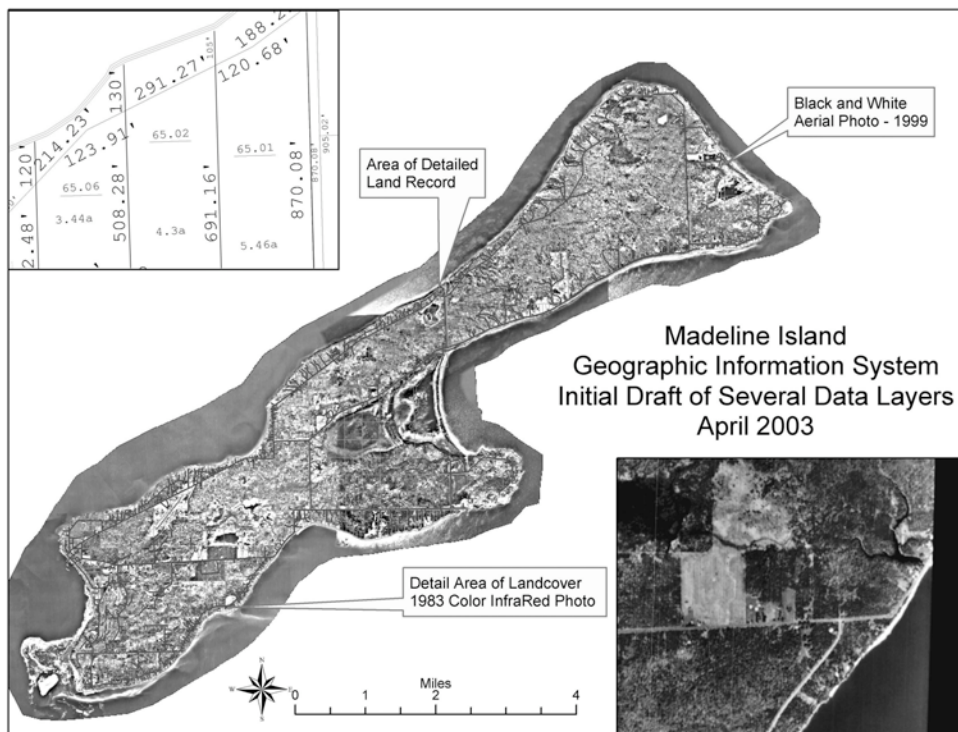 188.2
105'
291.27'
120.68'
130'
214.23'
123.91'
120'
65.02
65.01
65.06
3.44a
4.3a
5.46a
2.48'
508.28'
691.16'
870.08'
870.08'
905.02'
Black and White
Aerial Photo - 1999
Area of Detailed
Land Record
Madeline Island
Geographic Information System
Initial Draft of Several Data Layers
April 2003
Detail Area of Landcover
1983 Color InfraRed Photo
N
W
E
S
Miles
0 1 2 4